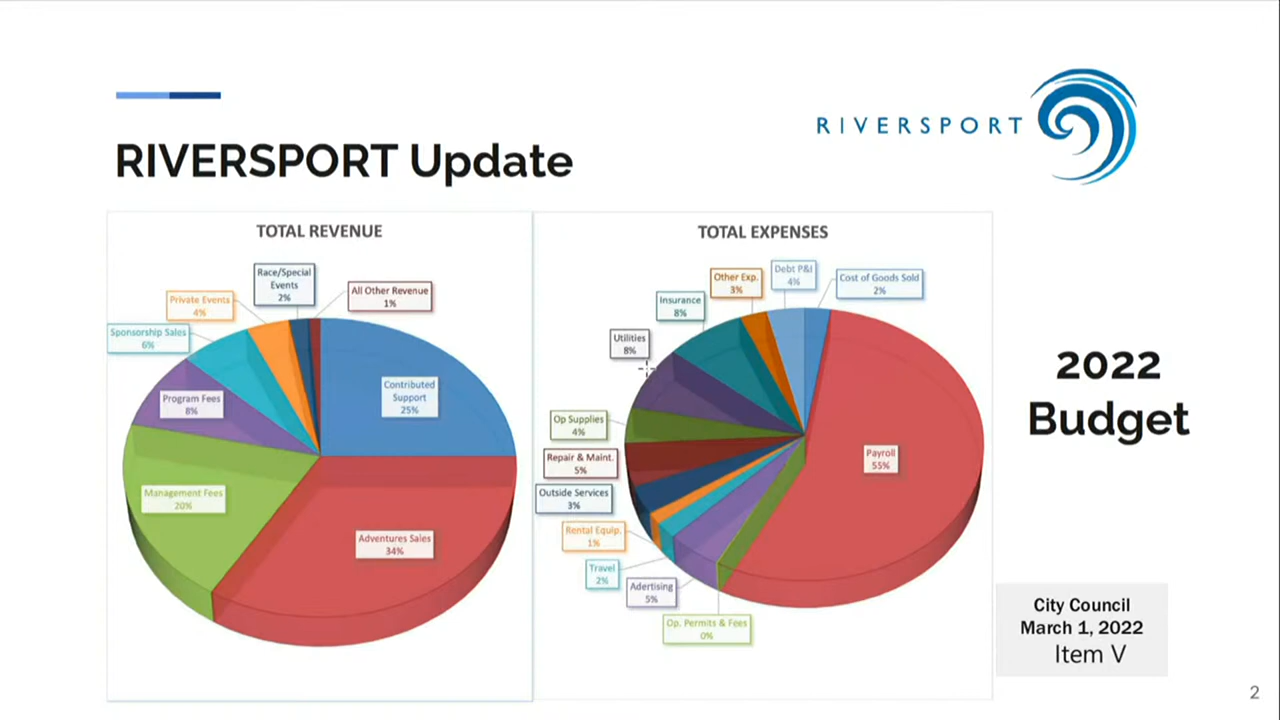 RIVERSPORT
RIVERSPORT Update
TOTAL REVENUE
Race/Special
Events
2%
All Other Revenue
1%
Private Events
4%
Sponsorship Sales
6%
Program Fees
8%
Contributed
Support
25%
Management Fees
20%
Adventures Sales
34%
TOTAL EXPENSES
Debt P&I
4%
Cost of Goods Sold
2%
Other Exp.
3%
Insurance
8%
Utilities
8%
Op Supplies
4%
Repair & Maint.
5%
Outside Services
3%
Rental Equip.
1%
Travel
2%
Adertising
5%
Op. Permits & Fees
0%
Payroll
55%
2022
Budget
City Council
March 1, 2022
Item V
2